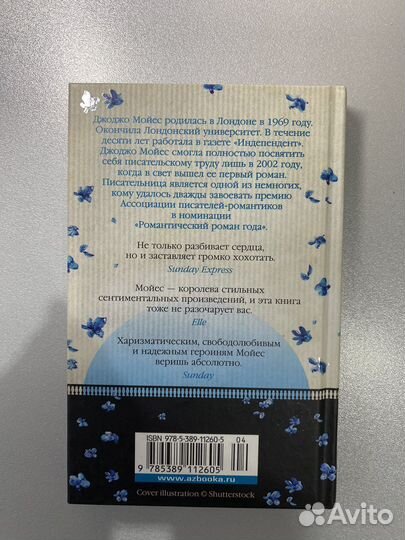 Джоджо Мойес родилась в Лондоне в 1969 году.
Окончила Лондонский университет. В течение
десяти лет работала в газете «Индепендент».
Джоджо Мойес смогла полностью посвятить
себя писательскому труду лишь в 2002 году,
когда в свет вышел ее первый роман.
Писательница является одной из немногих,
кому удалось дважды завоевать премию
Ассоциации писателей-романтиков
в номинации
«Романтический роман года».
Не только разбивает сердца,
но и заставляет громко хохотать.
Sunday Express
Мойес — королева стильных
сентиментальных произведений, и эта книга
тоже не разочарует вас.
Elle
Харизматическим, свободолюбивым
и надежным героиням Мойес
веришь абсолютно.
Sunday
ISBN 978-5-389-11260-5
04
9 785389 112605
www.azbooka.ru
Cover illustration © Shutterstock
Avito